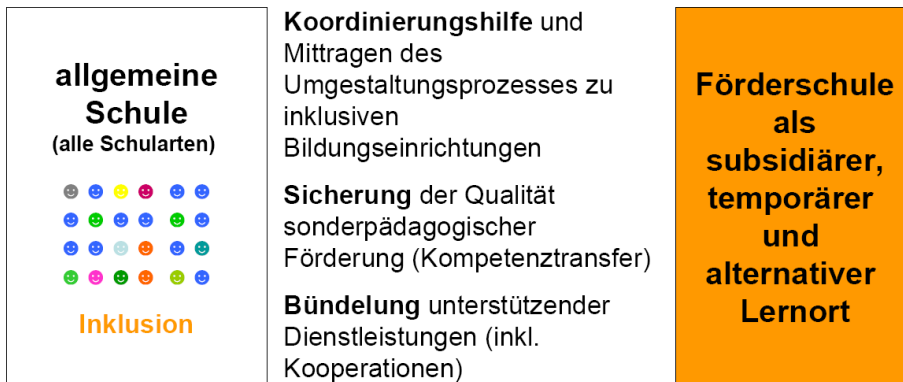 allgemeine
Schule
(alle Schularten)
Inklusion
Koordinierungshilfe und
Mittragen des
Umgestaltungsprozesses zu
inklusiven
Bildungseinrichtungen
Sicherung der Qualität
sonderpädagogischer
Förderung (Kompetenztransfer)
Bündelung unterstützender
Dienstleistungen (inkl.
Kooperationen)
Förderschule
als
subsidiärer,
temporärer
und
alternativer
Lernort